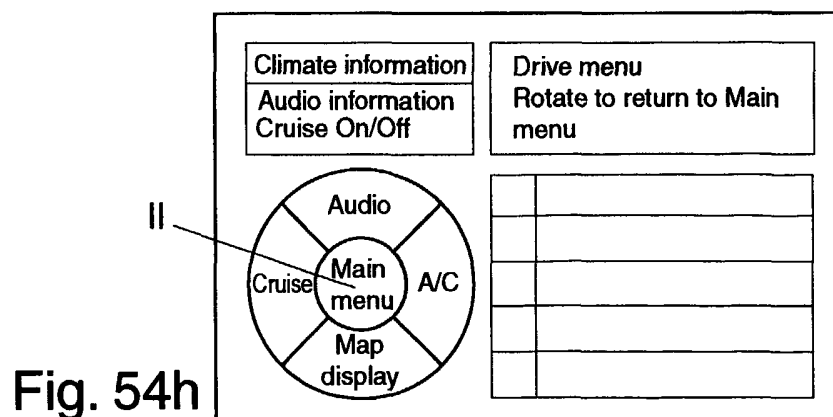 Climate information
Audio information
Cruise On/Off
Drive menu
Rotate to return to Main
menu
II
Audio
Cruise
Main
menu
A/C
Map
display
Fig. 54h